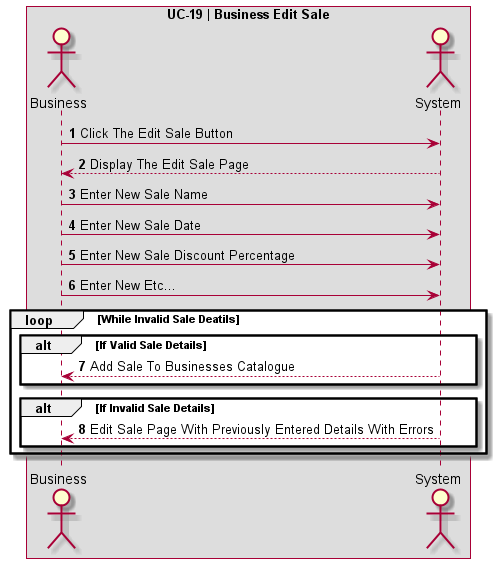 UC-19 | Business Edit Sale
Business
System
1 Click The Edit Sale Button
2 Display The Edit Sale Page
3 Enter New Sale Name
4 Enter New Sale Date
5 Enter New Sale Discount Percentage
6 Enter New Etc...
loop [While Invalid Sale Deatils]
alt [If Valid Sale Details]
7 Add Sale To Businesses Catalogue
alt [If Invalid Sale Details]
8 Edit Sale Page With Previously Entered Details With Errors
Business
System